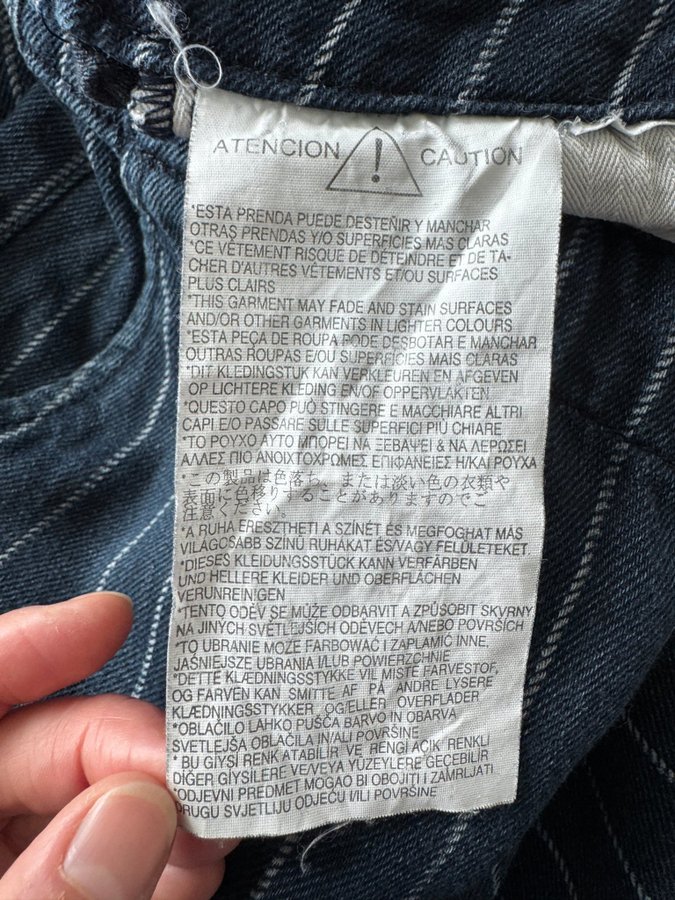 ATENCION ! CAUTION
*ESTA PRENDA PUEDE DESTEÑIR Y MANCHAR
OTRAS PRENDAS Y/O SUPERFICIES MAS CLARAS
*CE VÊTEMENT RISQUE DE DÉTEINDRE ET DE TA-
CHER D'AUTRES VÊTEMENTS ET/OU SURFACES
PLUS CLAIRS
*THIS GARMENT MAY FADE AND STAIN SURFACES
AND/OR OTHER GARMENTS IN LIGHTER COLOURS
*ESTA PEÇA DE ROUPA PODE DESBOTAR E MANCHAR
OUTRAS ROUPAS E/OU SUPERFÍCIES MAIS CLARAS
*DIT KLEDINGSTUK KAN VERKLEUREN EN AFGEVEN
OP LICHTERE KLEDING EN/OF OPPERVLAKTEN
*QUESTO CAPO PUÒ STINGERE E MACCHIARE ALTRI
CAPI E/O PASSARE SULLE SUPERFICI PIÙ CHIARE
*ΤΟ ΡΟΥΧΟ ΑΥΤΟ ΜΠΟΡΕΙ ΝΑ ΞΕΒΑΨΕΙ & ΝΑ ΛΕΡΩΣΕΙ
ΑΛΛΕΣ ΠΙΟ ΑΝΟΙΧΤΟΧΡΩΜΕΣ ΕΠΙΦΑΝΕΙΕΣ Η/ΚΑΙ ΡΟΥΧΑ
*この製品は色落ち、または淡い色の衣類や
表面に色移りすることがありますのでご
注意ください。
*A RUHA ERESZTHETI A SZÍNÉT ÉS MEGFOGHAT MÁS
VILÁGOSABB SZÍNŰ RUHÁKAT ÉS/VAGY FELÜLETEKET.
*DIESES KLEIDUNGSSTÜCK KANN VERFÄRBEN
UND HELLERE KLEIDER UND OBERFLÄCHEN
VERUNREINGEN
*TENTO ODĚV SE MŮŽE ODBARVIT A ZPŮSOBIT SKVRNY
NA JINÝCH SVĚTLEJŠÍCH ODĚVECH A/NEBO POVRŠÍCH
*TO UBRANIE MOŻE FARBOWAĆ I ZAPLAMIĆ INNE,
JAŚNIEJSZE UBRANIA I/LUB POWIERZCHNIE
*DETTE KLÆDNINGSSTYKKE VIL MISTE FARVESTOF,
OG FARVEN KAN SMITTE AF PÅ ANDRE LYSERE
KLÆDNINGSSTYKKER OG/ELLER OVERFLADER
*OBLAČILO LAHKO PUŠČA BARVO IN OBARVA
SVETLEJŠA OBLAČILA IN/ALI POVRŠINE
* BU GİYSİ RENK ATABİLİR VE RENGİ AÇIK RENKLİ
DİĞER GİYSİLERE VE/VEYA YÜZEYLERE GEÇEBİLİR
*ODJEVNI PREDMET MOGAO BI OBOJITI I ZAMRLJATI
DRUGU SVJETLIJU ODJEĆU I/ILI POVRŠINE